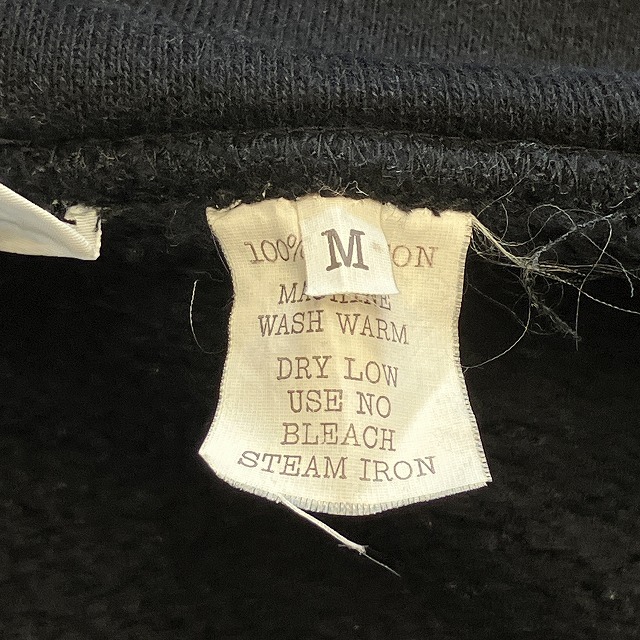 M
100% ON
MACHINE
WASH WARM
DRY LOW
USE NO
BLEACH
STEAM IRON